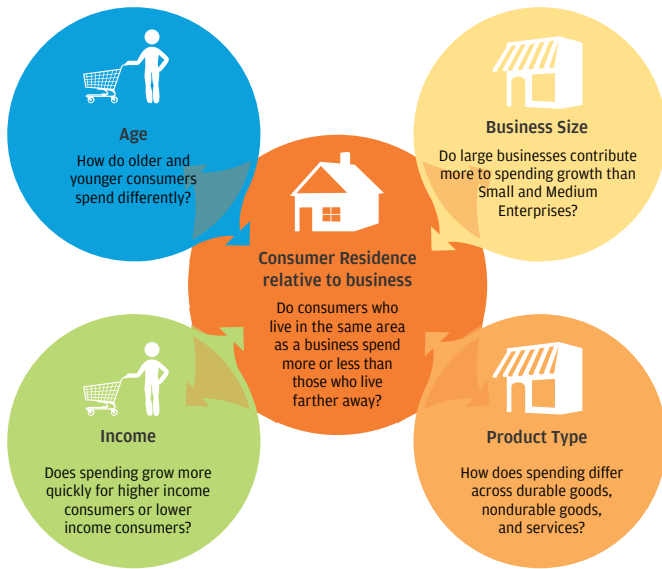 Age
How do older and
younger consumers
spend differently?
Business Size
Do large businesses contribute
more to spending growth than
Small and Medium
Enterprises?
Consumer Residence
relative to business
Do consumers who
live in the same area
as a business spend
more or less than
those who live
farther away?
Income
Does spending grow more
quickly for higher income
consumers or lower
income consumers?
Product Type
How does spending differ
across durable goods,
nondurable goods,
and services?